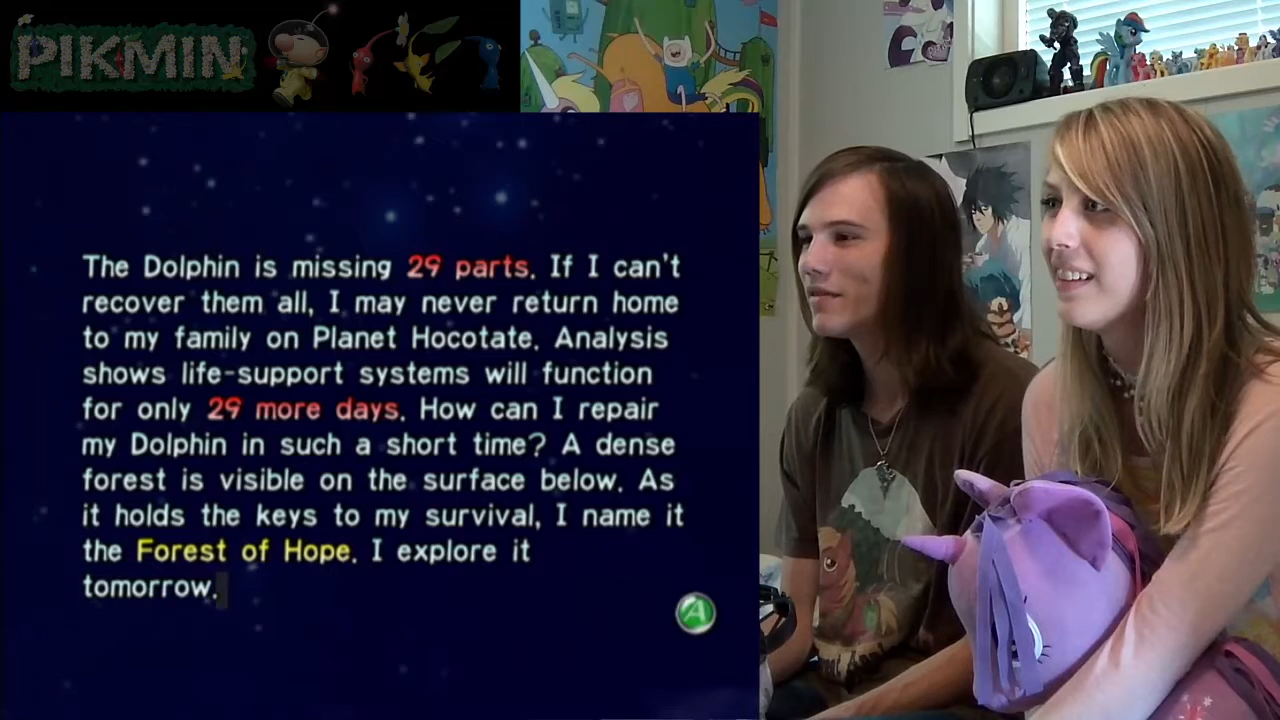 PIKMIN
The Dolphin is missing 29 parts. If I can't
recover them all, I may never return home
to my family on Planet Hocotate. Analysis
shows life-support systems will function
for only 29 more days. How can I repair
my Dolphin in such a short time? A dense
forest is visible on the surface below. As
it holds the keys to my survival, I name it
the Forest of Hope. I explore it
tomorrow.
A